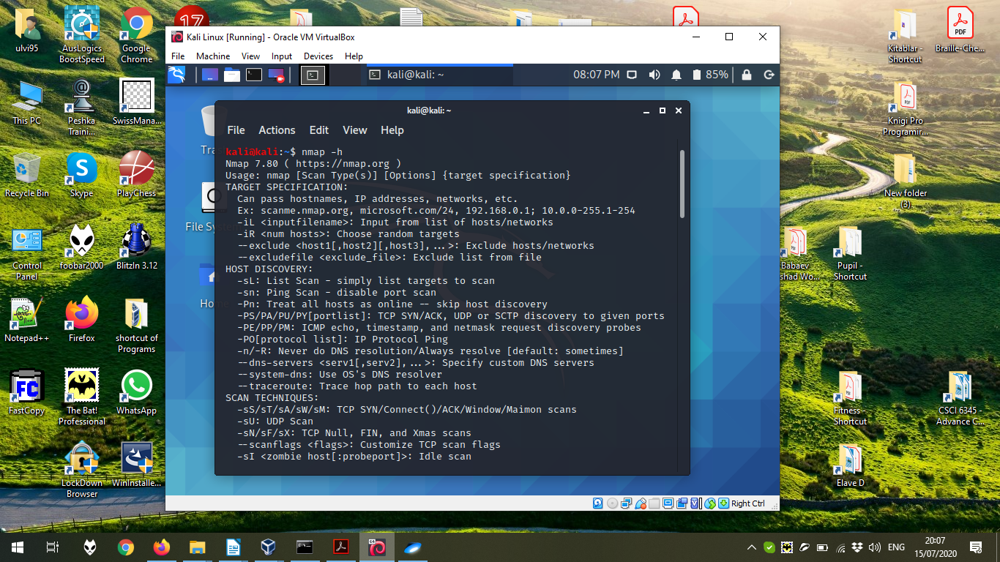 ulvi95
AusLogics
BoostSpeed
Google
Chrome
17
This PC
Peshka
Traini...
SwissMana...
Recycle Bin
Skype
PlayChess
Control
Panel
foobar2000
BlitzIn 3.12
Notepad++
Firefox
shortcut of
Programs
FC
FastCopy
The Bat!
Professional
WhatsApp
LockDown
Browser
WinInstalle...
Kali Linux [Running] - Oracle VM VirtualBox
File Machine View Input Devices Help
kali@kali: ~
08:07 PM
85%
kali@kali: ~
File Actions Edit View Help
kali@kali:~$ nmap -h
Nmap 7.80 ( https://nmap.org )
Usage: nmap [Scan Type(s)] [Options] {target specification}
TARGET SPECIFICATION:
Can pass hostnames, IP addresses, networks, etc.
Ex: scanme.nmap.org, microsoft.com/24, 192.168.0.1; 10.0.0-255.1-254
-iL <inputfilename>: Input from list of hosts/networks
-iR <num hosts>: Choose random targets
--exclude <host1[,host2][,host3],...>: Exclude hosts/networks
--excludefile <exclude_file>: Exclude list from file
HOST DISCOVERY:
-sL: List Scan - simply list targets to scan
-sn: Ping Scan - disable port scan
-Pn: Treat all hosts as online -- skip host discovery
-PS/PA/PU/PY[portlist]: TCP SYN/ACK, UDP or SCTP discovery to given ports
-PE/PP/PM: ICMP echo, timestamp, and netmask request discovery probes
-PO[protocol list]: IP Protocol Ping
-n/-R: Never do DNS resolution/Always resolve [default: sometimes]
--dns-servers <serv1[,serv2],...>: Specify custom DNS servers
--system-dns: Use OS's DNS resolver
--traceroute: Trace hop path to each host
SCAN TECHNIQUES:
-sS/sT/sA/sW/sM: TCP SYN/Connect()/ACK/Window/Maimon scans
-sU: UDP Scan
-sN/sF/sX: TCP Null, FIN, and Xmas scans
--scanflags <flags>: Customize TCP scan flags
-sI <zombie host[:probeport]>: Idle scan
Tra
File System
Home
Right Ctrl
Kitablar -
Shortcut
PDF
Braille-Che...
Knigi Pro
Programir...
New folder
(3)
Babaev
shad Wo...
Pupil -
Shortcut
Fitness -
Shortcut
CSCI 6345 -
Advance C...
Elave D
64
ENG
20:07
15/07/2020